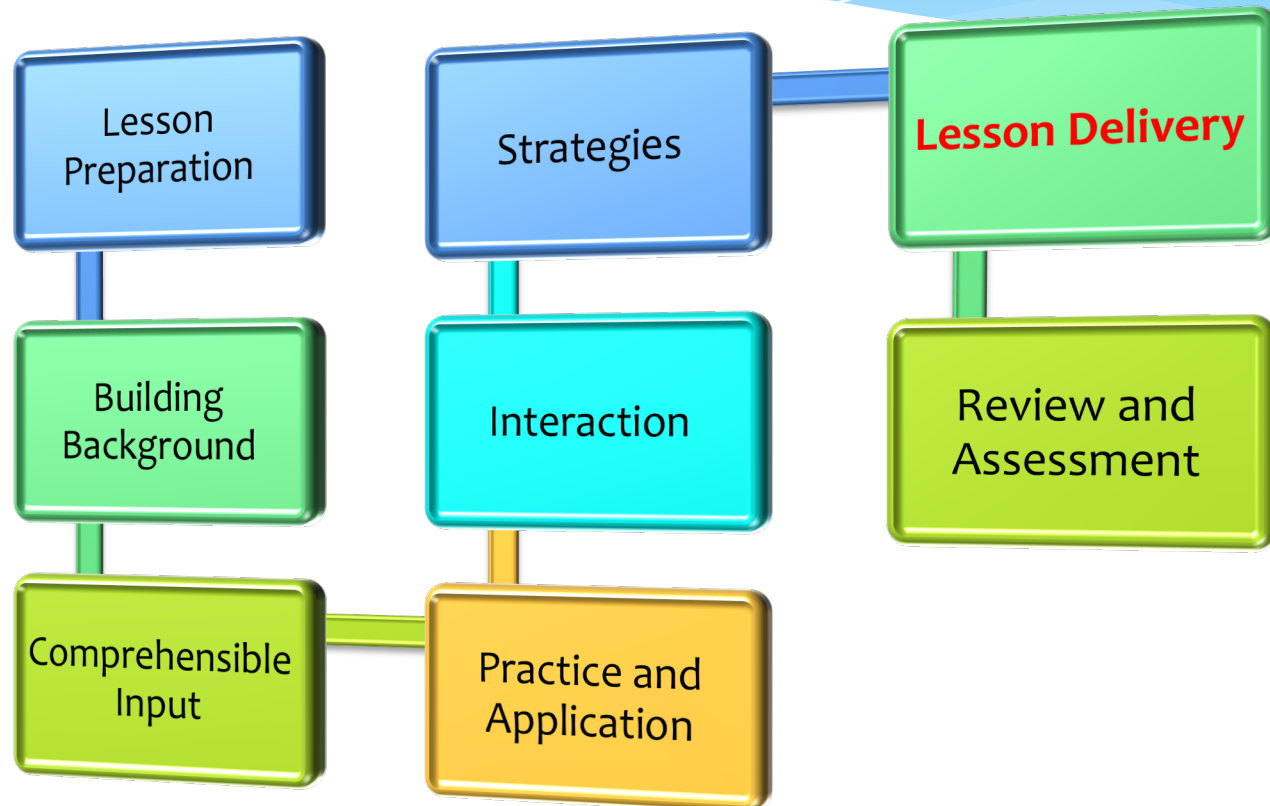 Lesson
Preparation
Building
Background
Comprehensible
Input
Practice and
Application
Interaction
Strategies
Lesson Delivery
Review and
Assessment